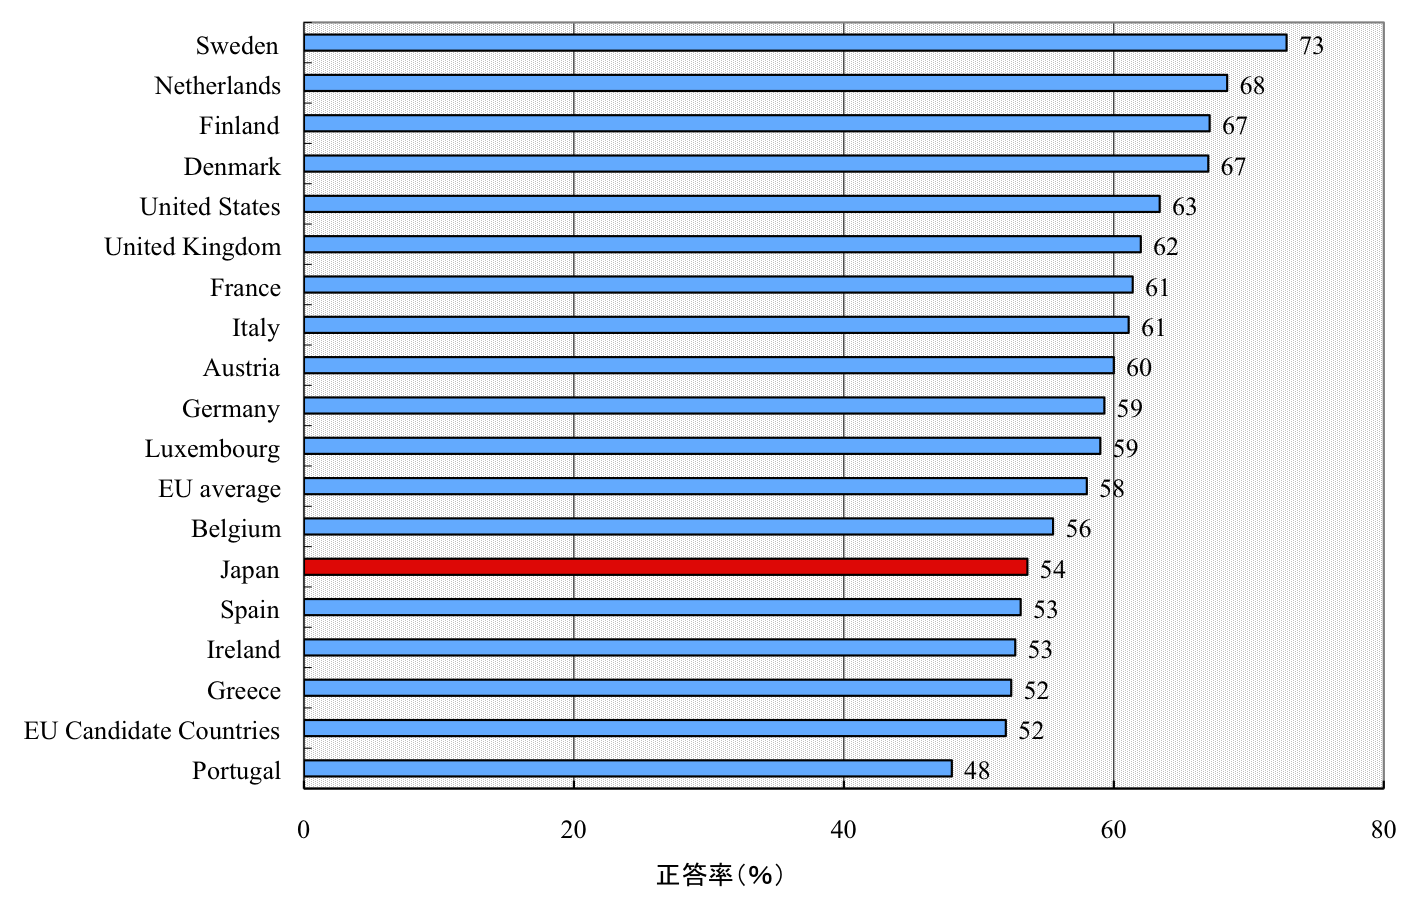 Sweden 73
Netherlands 68
Finland 67
Denmark 67
United States 63
United Kingdom 62
France 61
Italy 61
Austria 60
Germany 59
Luxembourg 59
EU average 58
Belgium 56
Japan 54
Spain 53
Ireland 53
Greece 52
EU Candidate Countries 52
Portugal 48
0 20 40 60 80
正答率(%)